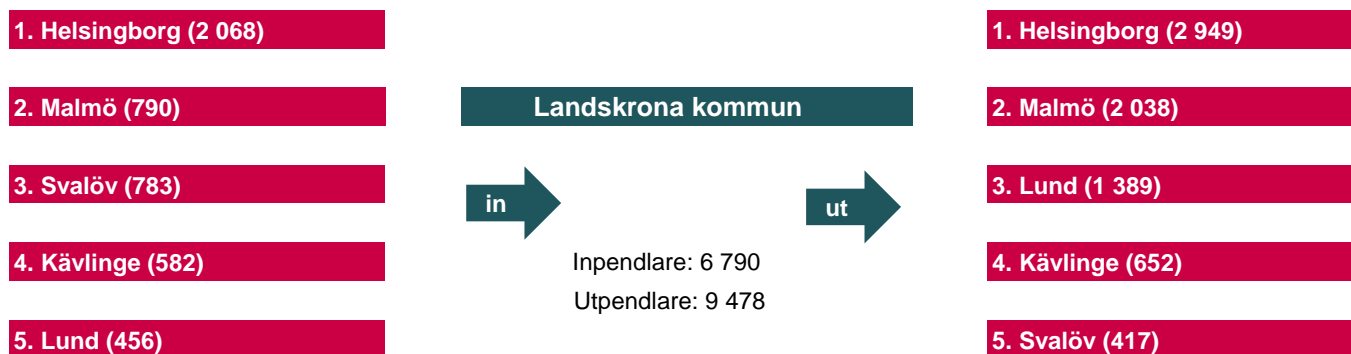 1. Helsingborg (2 068)
2. Malmö (790)
3. Svalöv (783)
4. Kävlinge (582)
5. Lund (456)
Landskrona kommun
in
ut
Inpendlare: 6 790
Utpendlare: 9 478
1. Helsingborg (2 949)
2. Malmö (2 038)
3. Lund (1 389)
4. Kävlinge (652)
5. Svalöv (417)